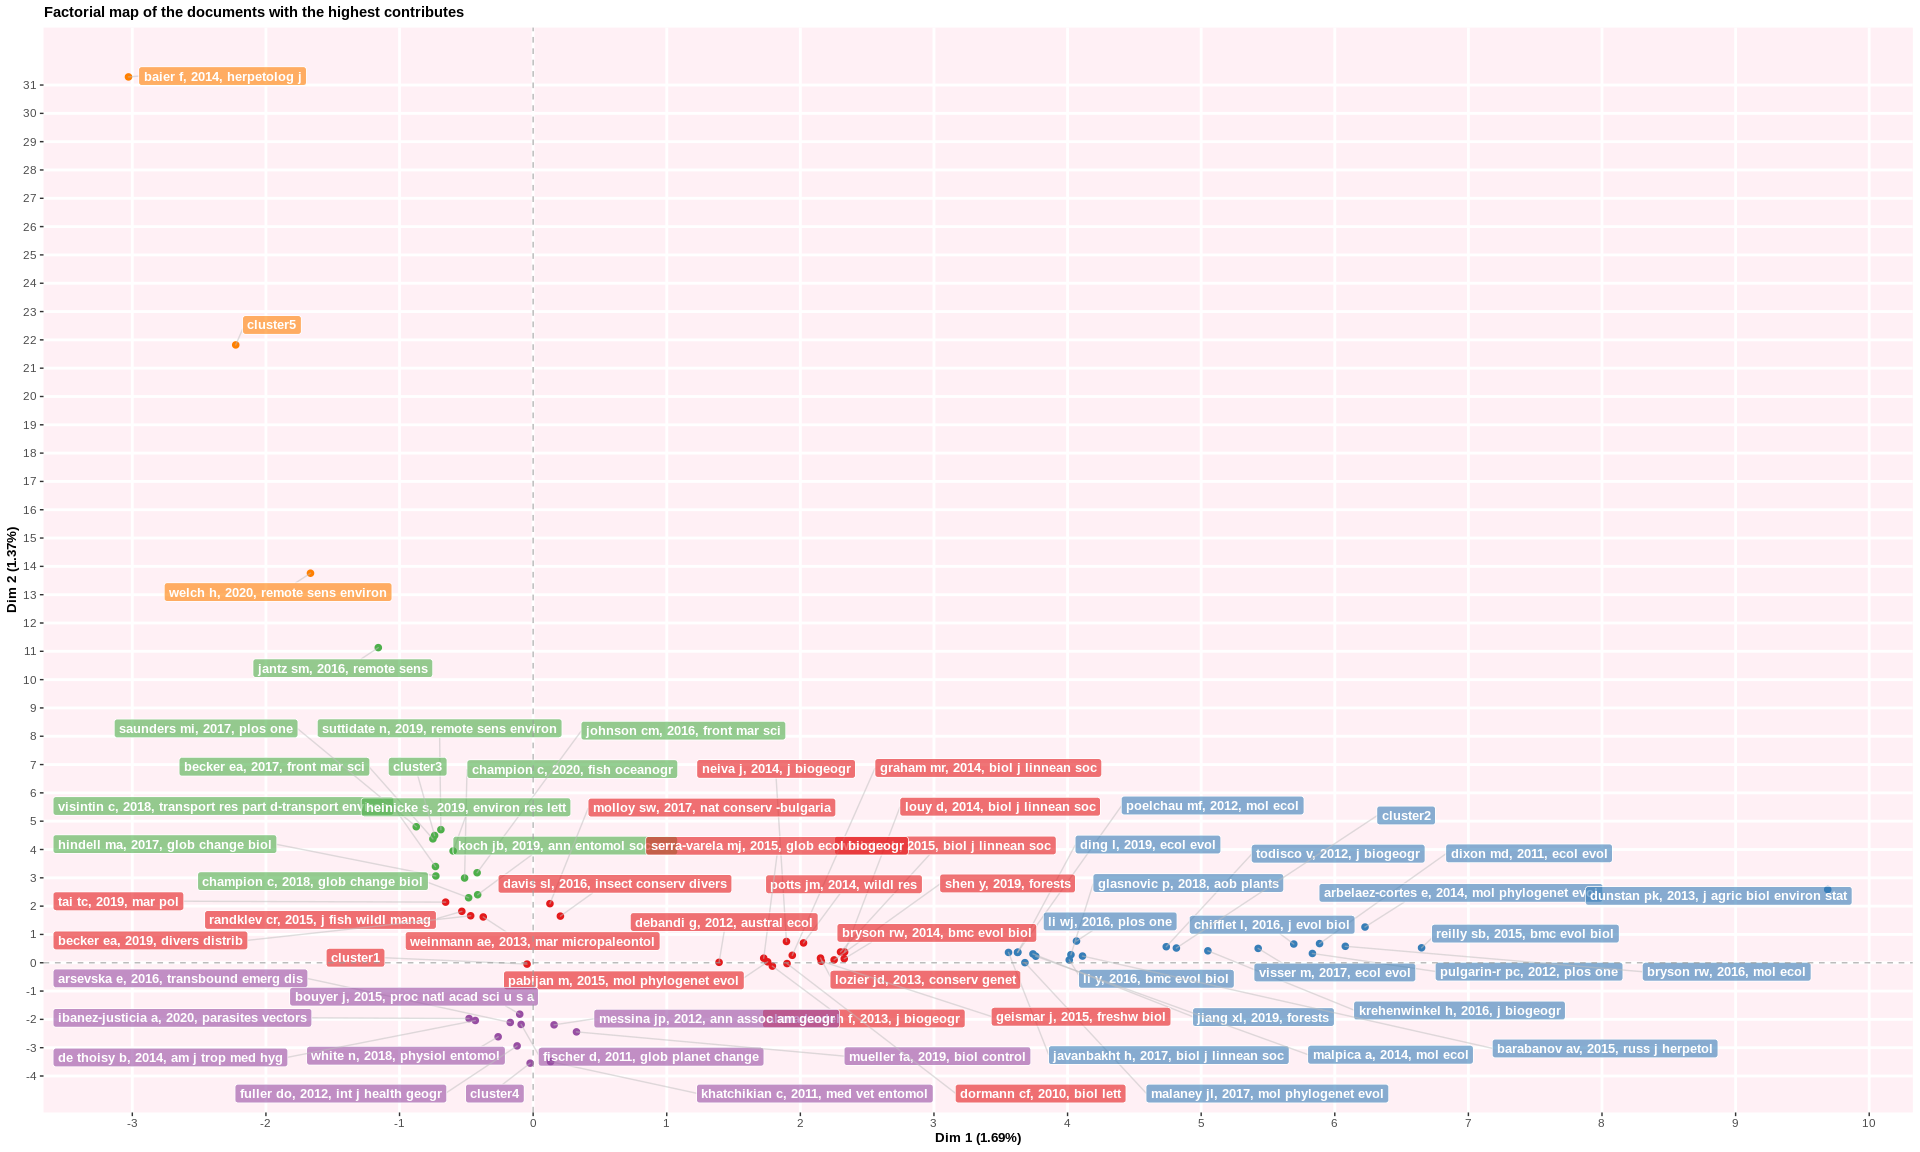 Factorial map of the documents with the highest contributes
31
baier f, 2014, herpetolog j
30
29
28
27
26
25
24
23
cluster5
22
21
20
19
18
17
16
15
14
13
welch h, 2020, remote sens environ
12
11
jantz sm, 2016, remote sens
10
9
saunders mi, 2017, plos one
suttidate n, 2019, remote sens environ
johnson cm, 2016, front mar sci
8
becker ea, 2017, front mar sci
cluster3
champion c, 2020, fish oceanogr
neiva j, 2014, j biogeogr
graham mr, 2014, biol j linnean soc
7
visintin c, 2018, transport res part d-transport
heinicke s, 2019, environ res lett
molloy sw, 2017, nat conserv -bulgaria
louy d, 2014, biol j linnean soc
poelchau mf, 2012, mol ecol
6
cluster2
5
hindell ma, 2017, glob change biol
koch jb, 2019, ann entomol
serra-varela mj, 2015, glob ecol biogeogr
2015, biol j linnean soc
ding l, 2019, ecol evol
todisco v, 2012, j biogeogr
dixon md, 2011, ecol evol
4
champion c, 2018, glob change biol
davis sl, 2016, insect conserv divers
potts jm, 2014, wildl res
shen y, 2019, forests
glasnovic p, 2018, aob plants
3
arbelaez-cortes e, 2014, mol phylogenet
dunstan pk, 2013, j agric biol environ stat
tai tc, 2019, mar pol
2
randklev cr, 2015, j fish wildl manag
debandi g, 2012, austral ecol
li wj, 2016, plos one
chifflet l, 2016, j evol biol
bryson rw, 2014, bmc evol biol
reilly sb, 2015, bmc evol biol
1
becker ea, 2019, divers distrib
weinmann ae, 2013, mar micropaleontol
cluster1
0
visser m, 2017, ecol evol
pulgarin-r pc, 2012, plos one
bryson rw, 2016, mol ecol
arsevska e, 2016, transbound emerg dis
pabijan m, 2015, mol phylogenet evol
lozier jd, 2013, conserv genet
li y, 2016, bmc evol biol
-1
bouyer j, 2015, proc natl acad sci u s a
krehenwinkel h, 2016, j biogeogr
ibanez-justicia a, 2020, parasites vectors
messina jp, 2012, ann assoc am geogr
f, 2013, j biogeogr
geismar j, 2015, freshw biol
jiang xl, 2019, forests
-2
-3
barabanov av, 2015, russ j herpetol
de thoisy b, 2014, am j trop med hyg
white n, 2018, physiol entomol
fischer d, 2011, glob planet change
mueller fa, 2019, biol control
javanbakht h, 2017, biol j linnean soc
malpica a, 2014, mol ecol
-4
fuller do, 2012, int j health geogr
cluster4
khatchikian c, 2011, med vet entomol
dormann cf, 2010, biol lett
malaney jl, 2017, mol phylogenet evol
Dim 2 (1.37%)
-3 -2 -1 0 1 2 3 4 5 6 7 8 9 10
Dim 1 (1.69%)